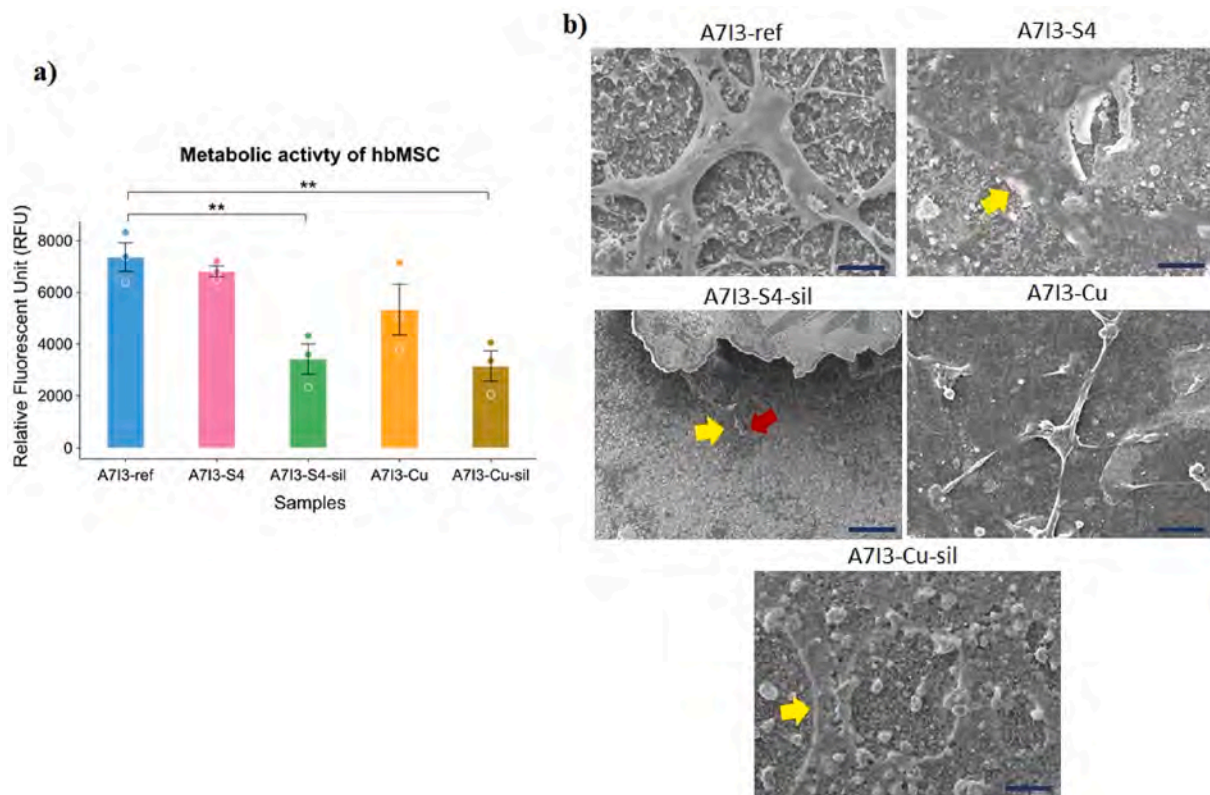 a)
Metabolic activty of hbMSC
**
**
Relative Fluorescent Unit (RFU)
8000
6000
4000
2000
0
A7I3-ref A7I3-S4 A7I3-S4-sil A7I3-Cu A7I3-Cu-sil
Samples
b)
A7I3-ref A7I3-S4
A7I3-S4-sil A7I3-Cu
A7I3-Cu-sil